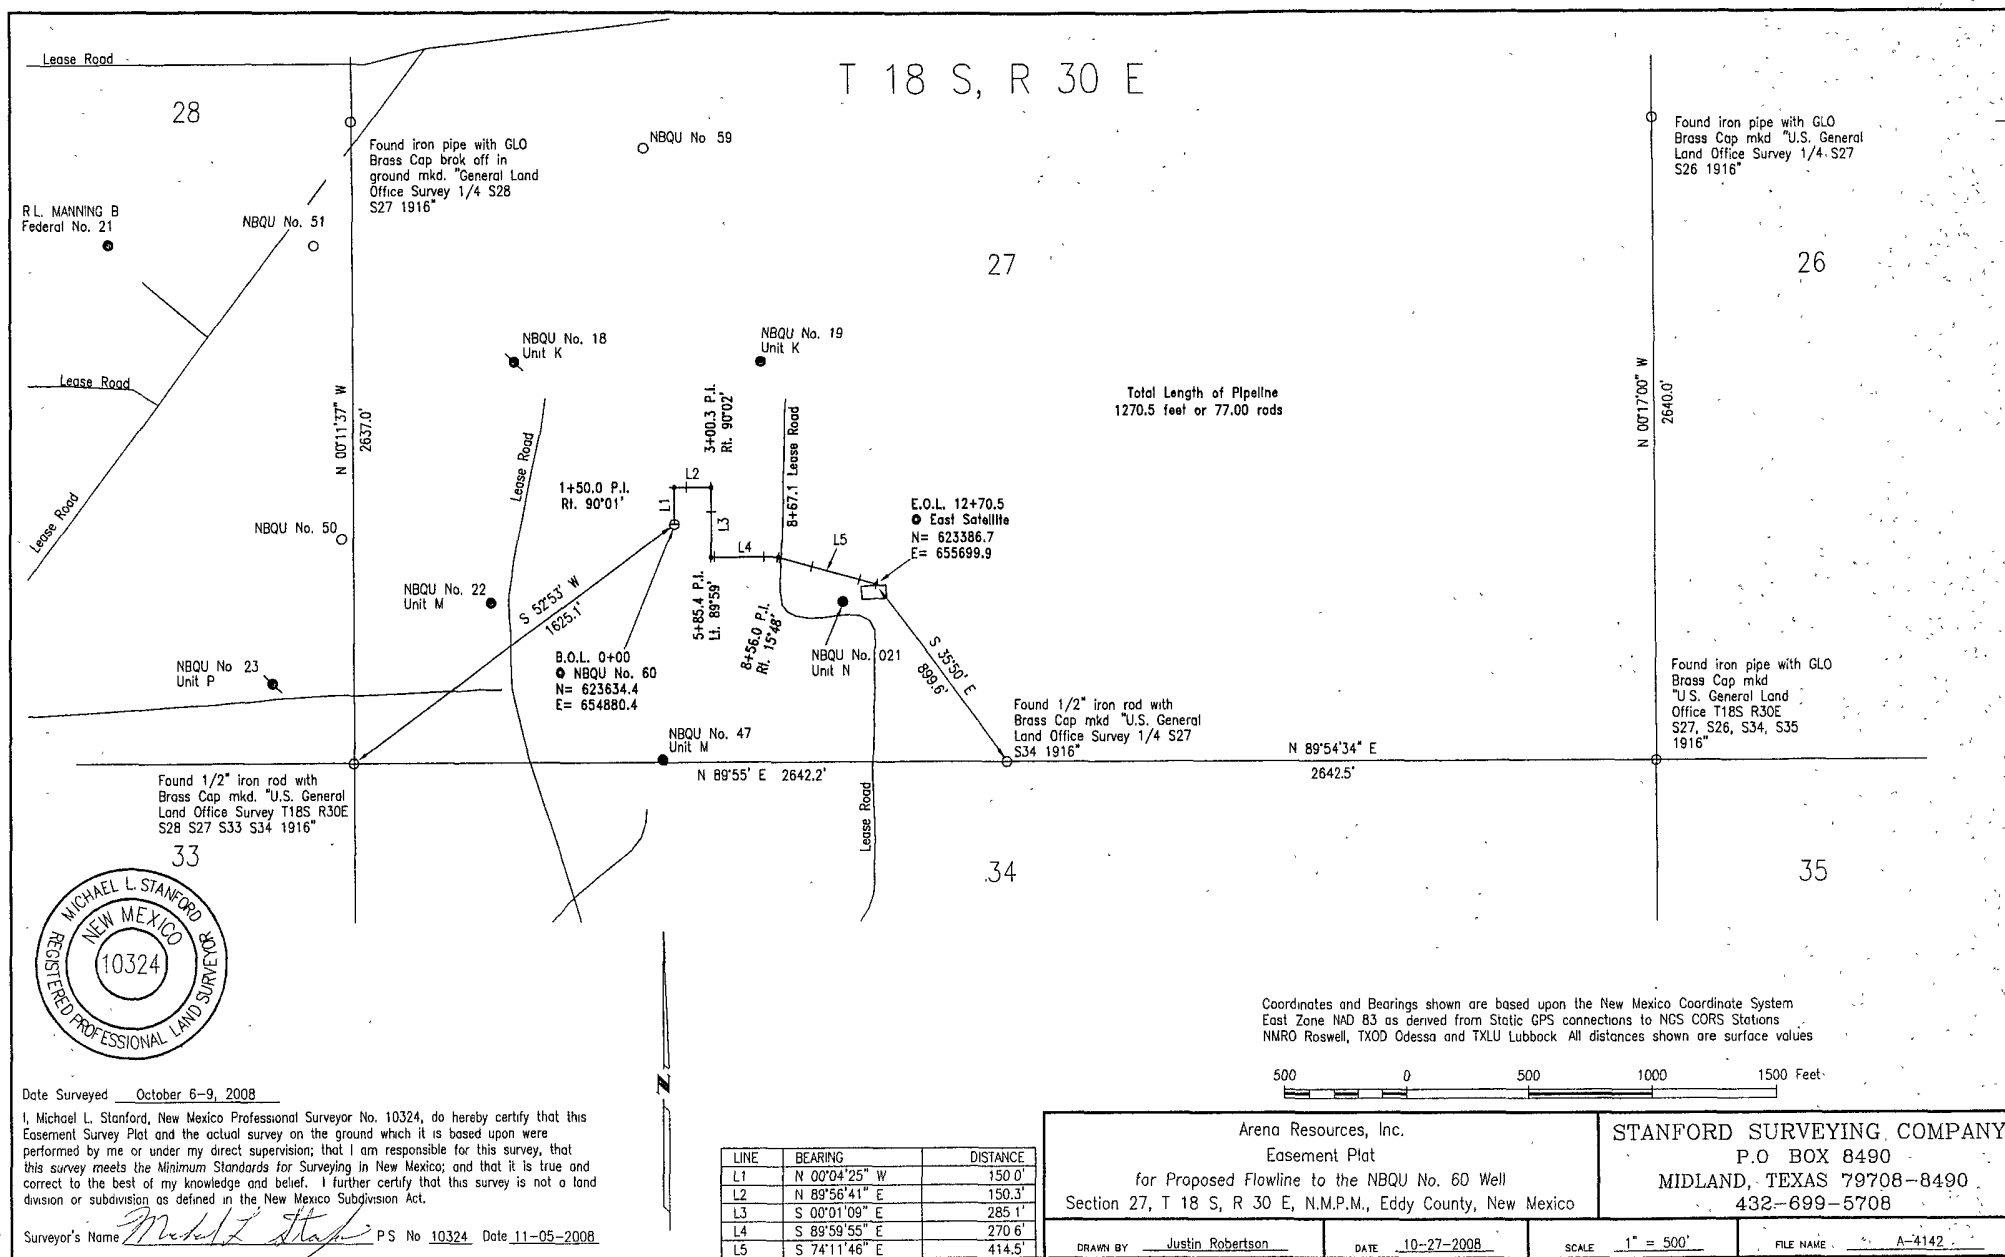 T 18 S, R 30 E
Lease Road
28
Found iron pipe with GLO
Brass Cap brok off in
ground mkd. "General Land
Office Survey 1/4 S28
S27 1916"
NBQU No 59
Found iron pipe with GLO
Brass Cap mkd "U.S. General
Land Office Survey 1/4 S27
S26 1916"
R L. MANNING B
Federal No. 21
NBQU No. 51
27
26
NBQU No. 18
Unit K
NBQU No. 19
Unit K
Lease Road
N 00°11'37" W
2637.0'
Lease Road
3+00.3 P.I.
Rt. 90°02'
8+67.1 Lease Road
Total Length of Pipeline
1270.5 feet or 77.00 rods
N 00°17'00" W
2640.0'
Lease Road
1+50.0 P.I.
Rt. 90°01'
L1
L2
L3
L4
L5
E.O.L. 12+70.5
East Satellite
N= 623386.7
E= 655699.9
NBQU No. 50
NBQU No. 22
Unit M
S 52°53' W
1625.1'
5+85.4 P.I.
Lt. 89°59'
8+56.0 P.I.
Rt. 15°48'
NBQU No. 021
Unit N
S 35°50' E
899.6'
B.O.L. 0+00
NBQU No. 60
N= 623634.4
E= 654880.4
NBQU No 23
Unit P
NBQU No. 47
Unit M
Found 1/2" iron rod with
Brass Cap mkd "U.S. General
Land Office Survey 1/4 S27
S34 1916"
Found iron pipe with GLO
Brass Cap mkd
"U.S. General Land
Office T18S R30E
S27, S26, S34, S35
1916"
N 89°55' E 2642.2'
N 89°54'34" E
2642.5'
Found 1/2" iron rod with
Brass Cap mkd. "U.S. General
Land Office Survey T18S R30E
S28 S27 S33 S34 1916"
Lease Road
33
34
35
MICHAEL L. STANFORD
NEW MEXICO
10324
REGISTERED PROFESSIONAL LAND SURVEYOR
N
Coordinates and Bearings shown are based upon the New Mexico Coordinate System
East Zone NAD 83 as derived from Static GPS connections to NGS CORS Stations
NMRO Roswell, TXOD Odessa and TXLU Lubbock All distances shown are surface values
500 0 500 1000 1500 Feet
Date Surveyed October 6-9, 2008
I, Michael L. Stanford, New Mexico Professional Surveyor No. 10324, do hereby certify that this
Easement Survey Plat and the actual survey on the ground which it is based upon were
performed by me or under my direct supervision; that I am responsible for this survey, that
this survey meets the Minimum Standards for Surveying in New Mexico; and that it is true and
correct to the best of my knowledge and belief. I further certify that this survey is not a land
division or subdivision as defined in the New Mexico Subdivision Act.
Surveyor's Name P S No 10324 Date 11-05-2008
LINE BEARING DISTANCE
L1 N 00°04'25" W 150 0'
L2 N 89°56'41" E 150.3'
L3 S 00°01'09" E 285 1'
L4 S 89°59'55" E 270 6'
L5 S 74°11'46" E 414.5'
Arena Resources, Inc.
Easement Plat
for Proposed Flowline to the NBQU No. 60 Well
Section 27, T 18 S, R 30 E, N.M.P.M., Eddy County, New Mexico
STANFORD SURVEYING COMPANY
P.O BOX 8490
MIDLAND, TEXAS 79708-8490
432-699-5708
DRAWN BY Justin Robertson
DATE 10-27-2008
SCALE 1" = 500'
FILE NAME A-4142